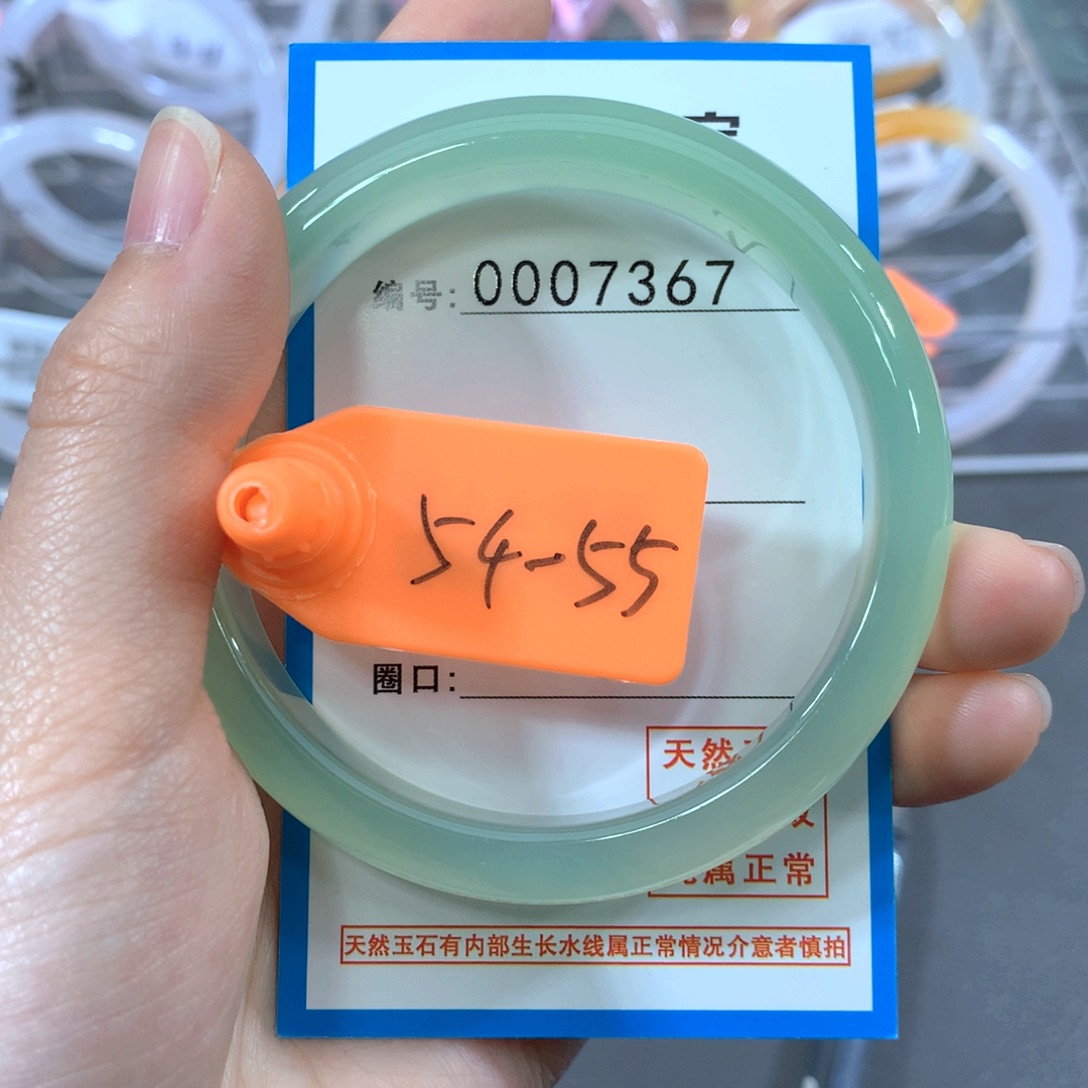 编号: 0007367
54-55
圈口:
天然
属正常
天然玉石有内部生长水线属正常情况介意者慎拍